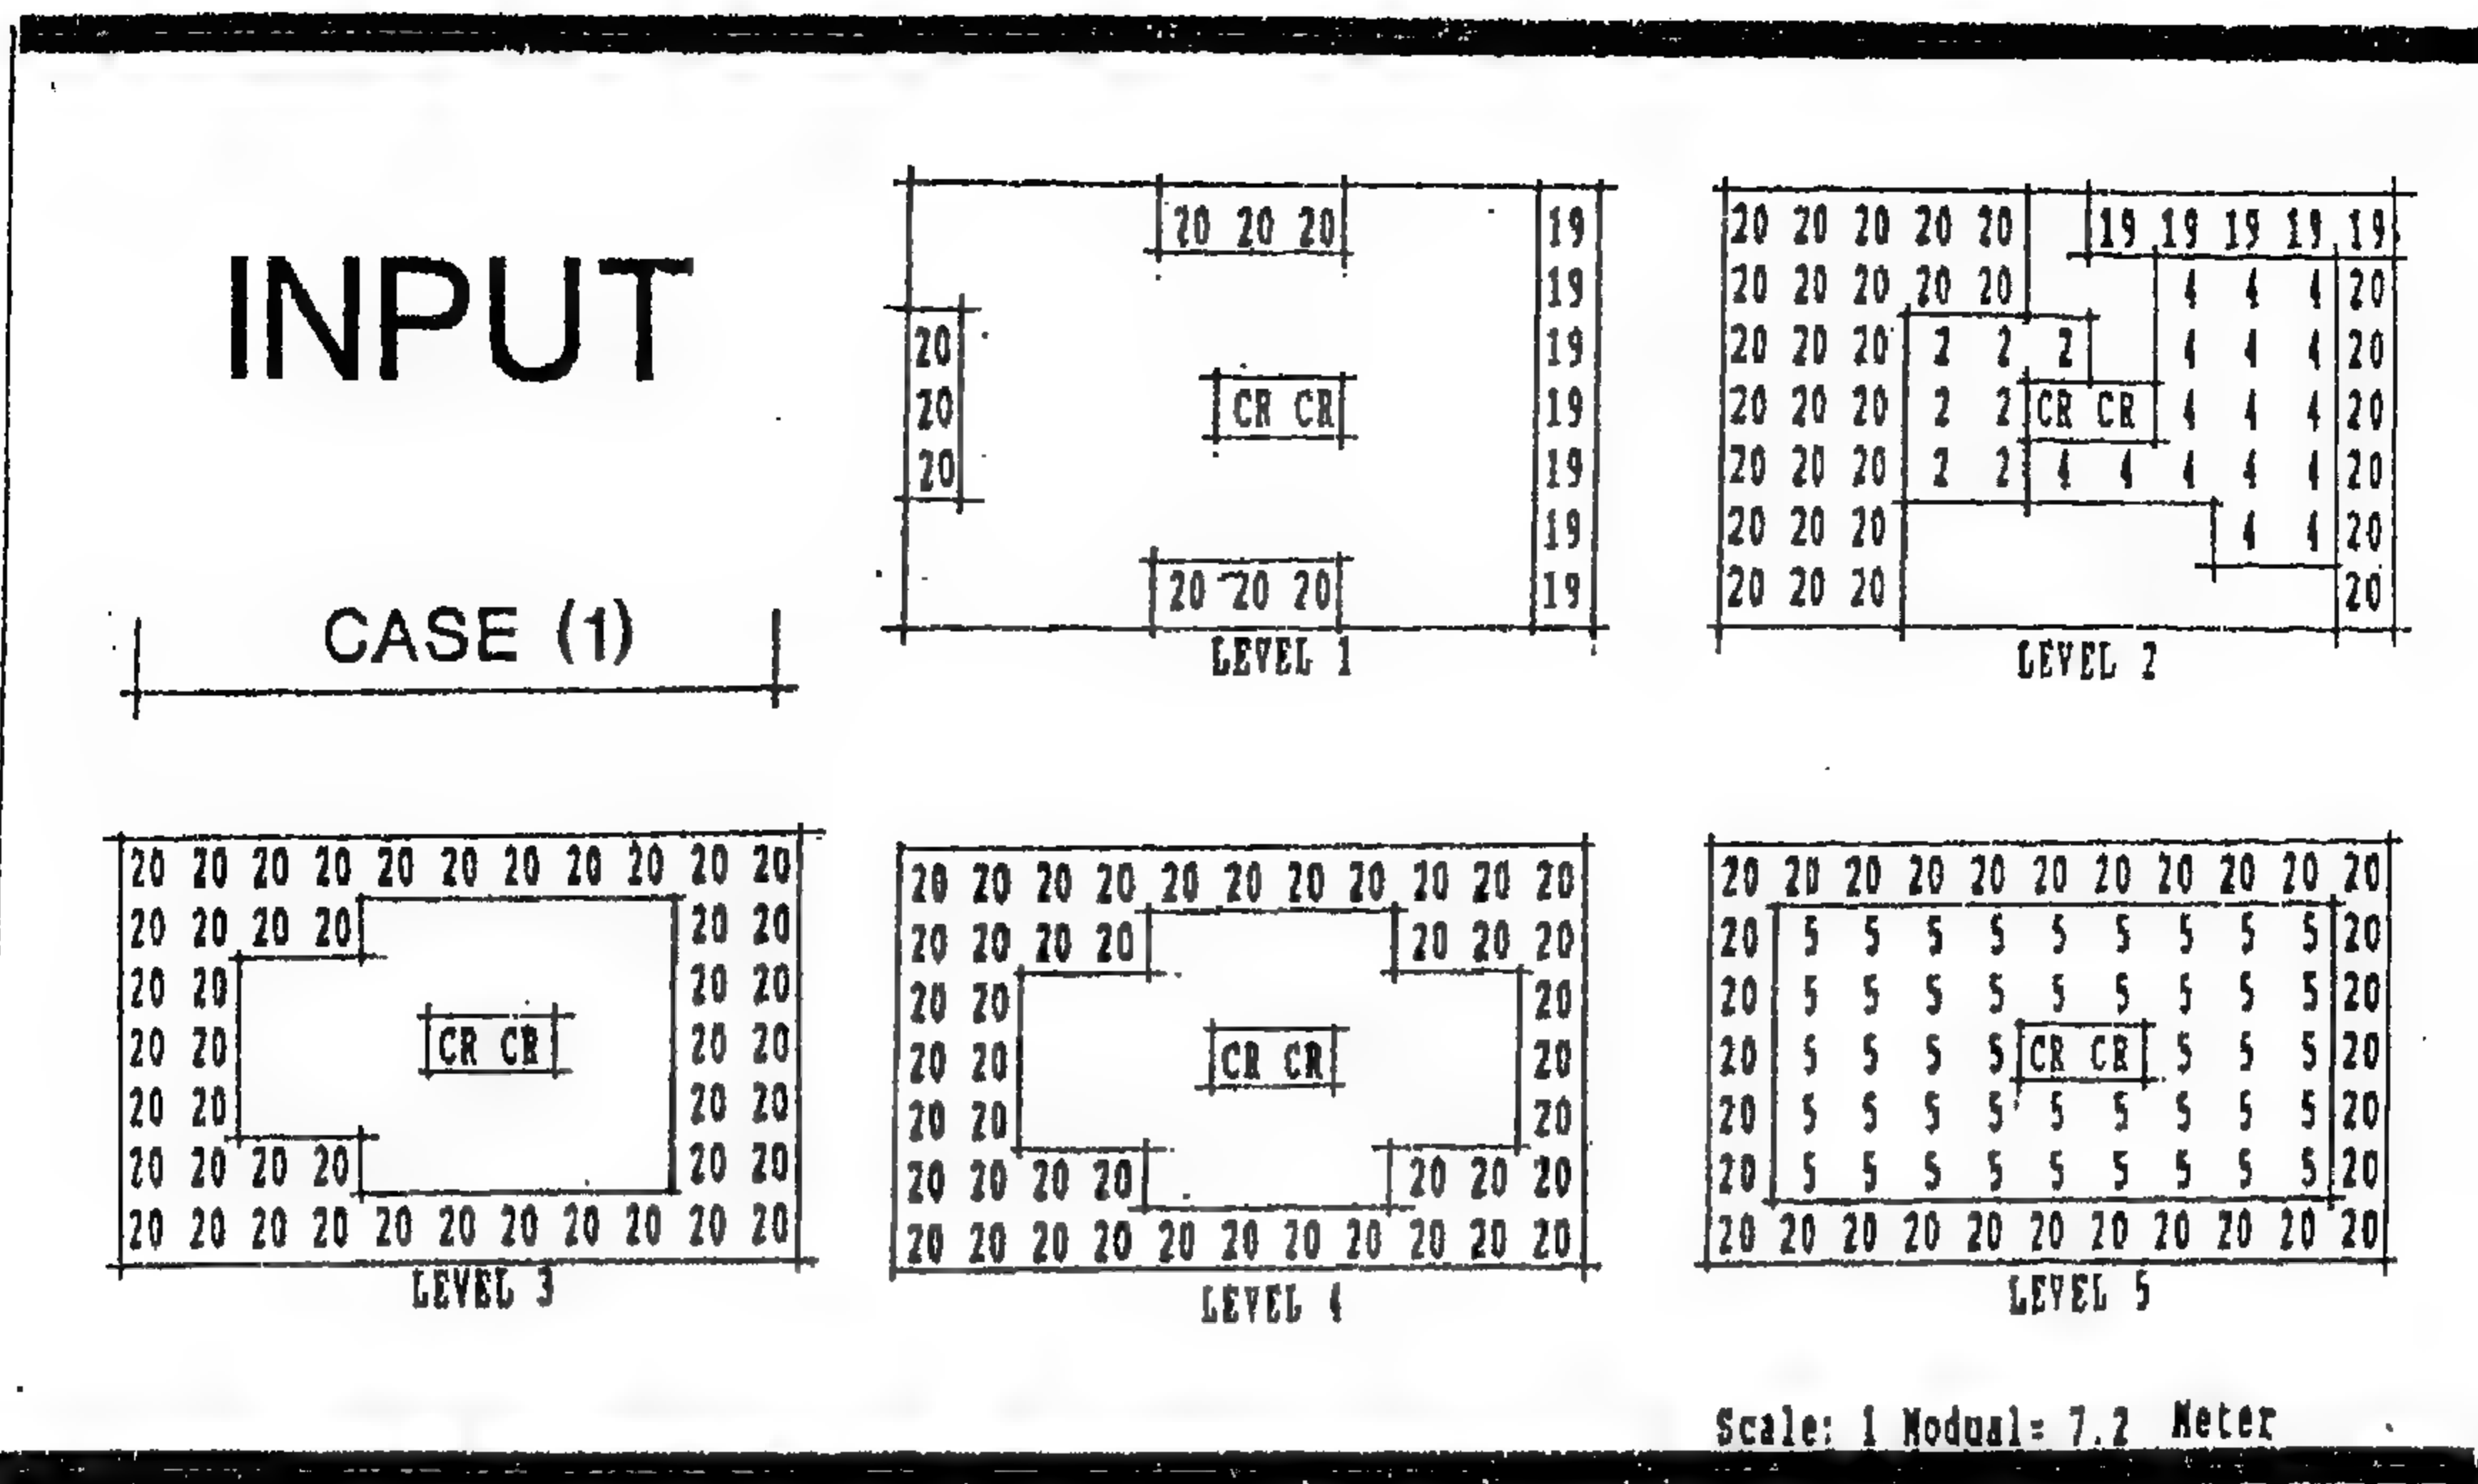 INPUT
CASE (1)
20 20 20 19
19
20 19
20 CR CR 19
20 19
19
20 20 20 19
LEVEL 1
20 20 20 20 20 19 19 19 19 19
20 20 20 20 20 4 4 4 20
20 20 20 2 2 2 4 4 4 20
20 20 20 2 2 CR CR 4 4 4 20
20 20 20 2 2 4 4 4 4 4 20
20 20 20 4 4 20
20 20 20 20
LEVEL 2
20 20 20 20 20 20 20 20 20 20 20
20 20 20 20 20 20
20 20 20 20
20 20 CR CR 20 20
20 20 20 20
20 20 20 20 20 20
20 20 20 20 20 20 20 20 20 20 20
LEVEL 3
20 20 20 20 20 20 20 20 20 20 20
20 20 20 20 20 20 20
20 20 20
20 20 CR CR 20
20 20 20
20 20 20 20 20 20 20
20 20 20 20 20 20 20 20 20 20 20
LEVEL 4
20 20 20 20 20 20 20 20 20 20 20
20 5 5 5 5 5 5 5 5 5 20
20 5 5 5 5 5 5 5 5 5 20
20 5 5 5 5 CR CR 5 5 5 20
20 5 5 5 5 5 5 5 5 5 20
20 5 5 5 5 5 5 5 5 5 20
20 20 20 20 20 20 20 20 20 20 20
LEVEL 5
Scale: 1 Modual= 7.2 Meter